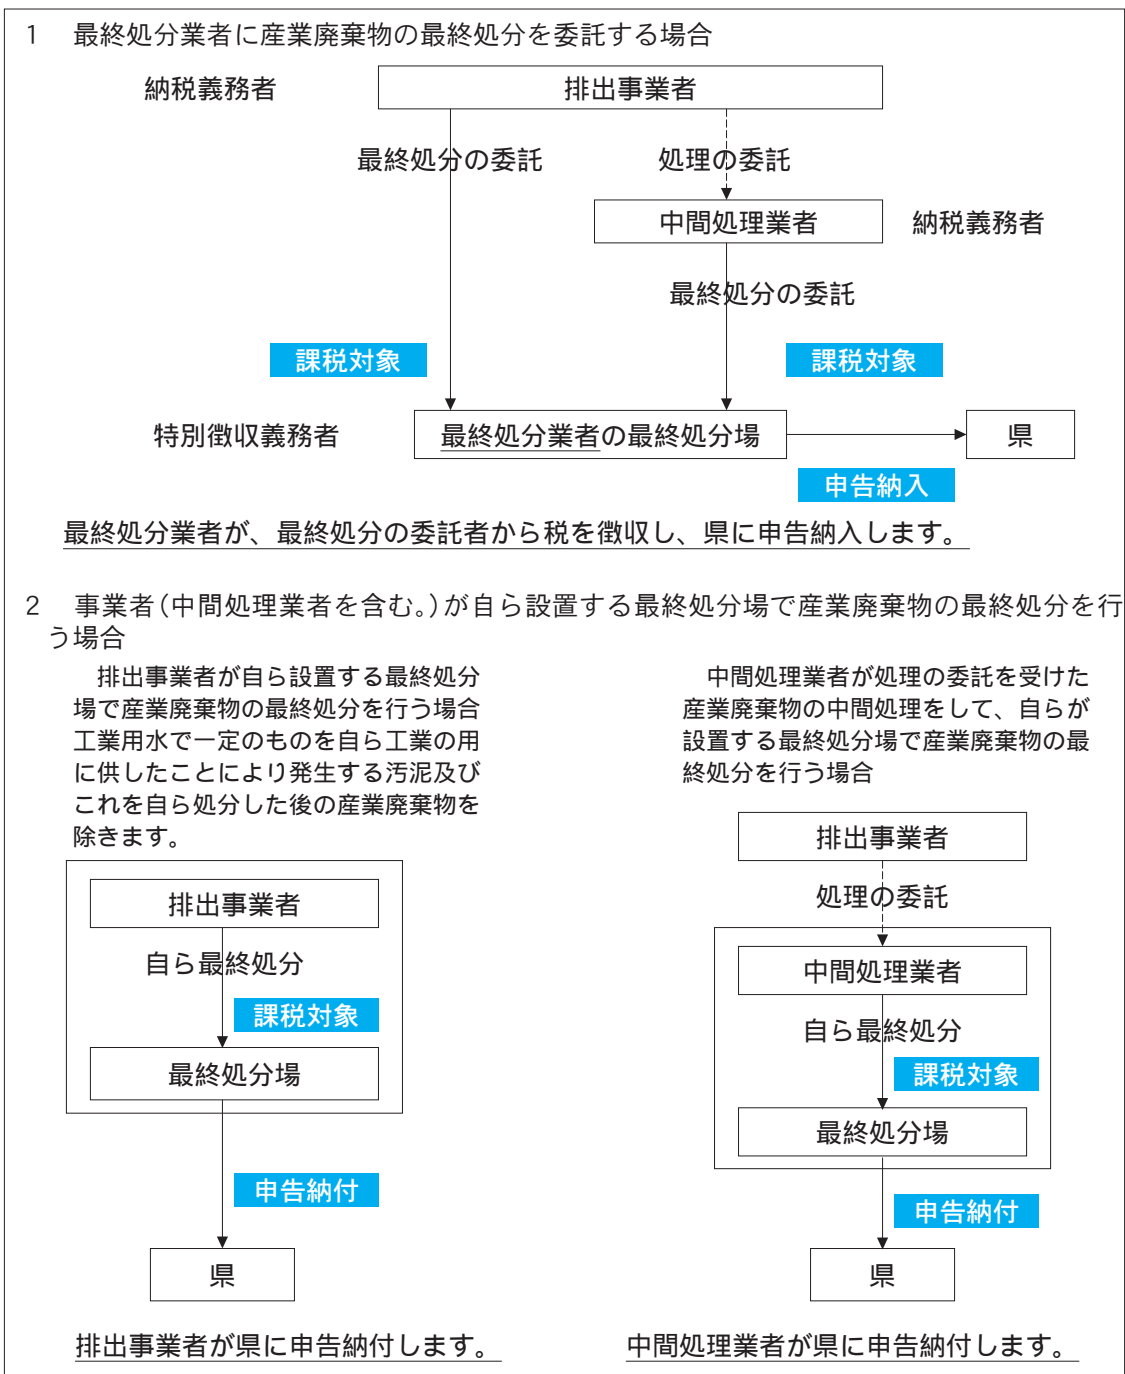 1　最終処分業者に産業廃棄物の最終処分を委託する場合
納税義務者
排出事業者
最終処分の委託
処理の委託
中間処理業者
納税義務者
最終処分の委託
課税対象
課税対象
特別徴収義務者
最終処分業者の最終処分場
県
申告納入
最終処分業者が、最終処分の委託者から税を徴収し、県に申告納入します。
2　事業者(中間処理業者を含む。)が自ら設置する最終処分場で産業廃棄物の最終処分を行
う場合
排出事業者が自ら設置する最終処分
場で産業廃棄物の最終処分を行う場合
工業用水で一定のものを自ら工業の用
に供したことにより発生する汚泥及び
これを自ら処分した後の産業廃棄物を
除きます。
排出事業者
自ら最終処分
課税対象
最終処分場
申告納付
県
排出事業者が県に申告納付します。
中間処理業者が処理の委託を受けた
産業廃棄物の中間処理をして、自らが
設置する最終処分場で産業廃棄物の最
終処分を行う場合
排出事業者
処理の委託
中間処理業者
自ら最終処分
課税対象
最終処分場
申告納付
県
中間処理業者が県に申告納付します。